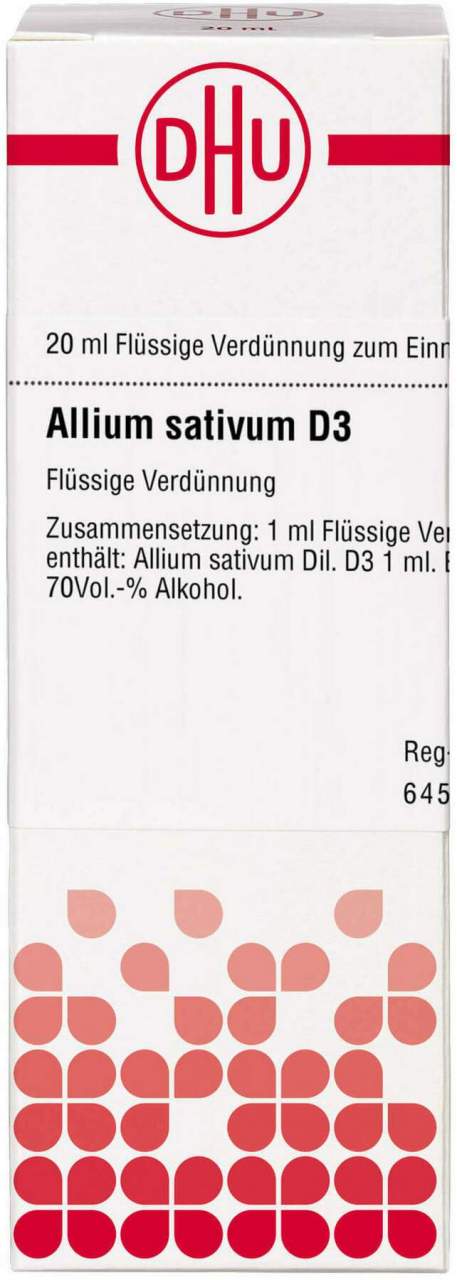 20 ml
DHU
20 ml Flüssige Verdünnung zum Einn
Allium sativum D3
Flüssige Verdünnung
Zusammensetzung: 1 ml Flüssige Ver
enthält: Allium sativum Dil. D3 1 ml.
70Vol.-% Alkohol.
Reg-
645